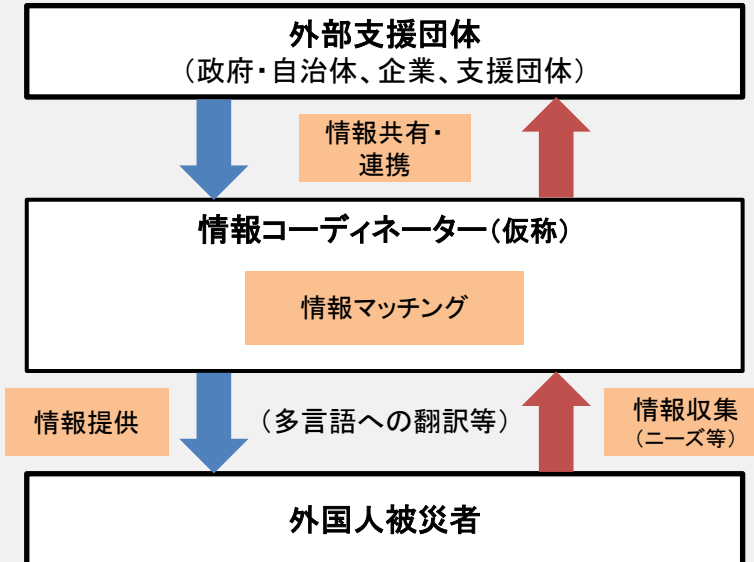 外部支援団体
（政府・自治体、企業、支援団体）
情報共有・
連携
情報コーディネーター（仮称）
情報マッチング
情報提供
（多言語への翻訳等）
情報収集
（ニーズ等）
外国人被災者